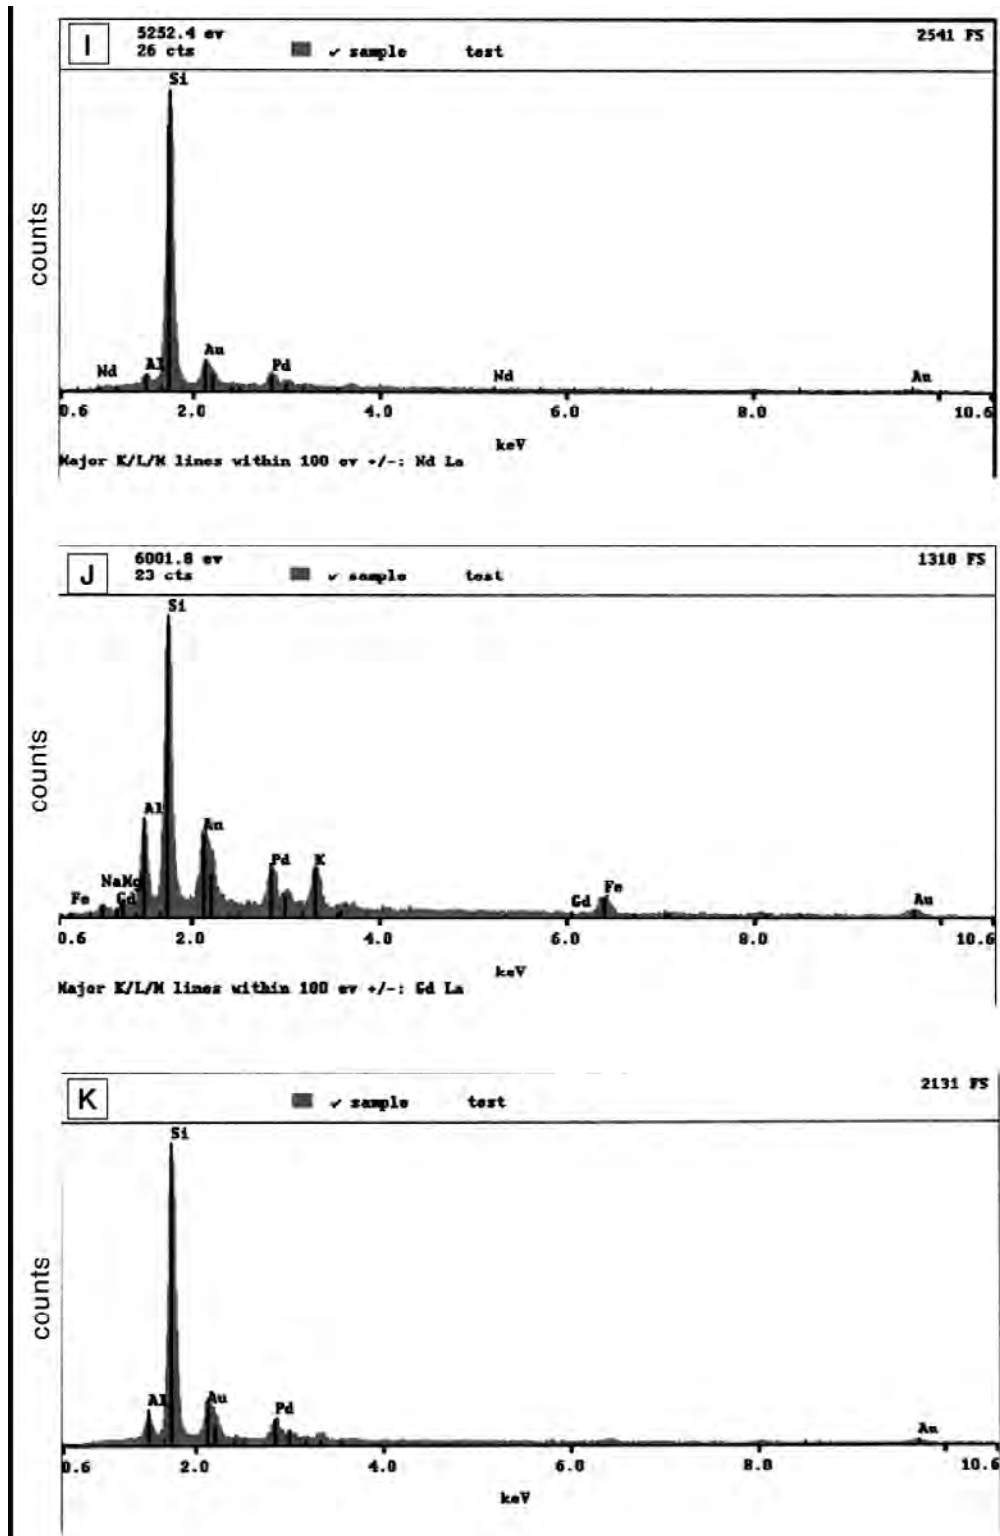 I
5252.4 ev
26 cts
✓ sample test
2541 FS
Si
Nd
Al
Au
Pd
Nd
Au
counts
0.6 2.0 4.0 6.0 8.0 10.6
keV
Major K/L/M lines within 100 ev +/-: Nd La
J
6001.8 ev
23 cts
✓ sample test
1310 FS
Si
Al
Au
Pd
K
Fe
Na
Mg
Gd
Gd
Fe
Au
counts
0.6 2.0 4.0 6.0 8.0 10.6
keV
Major K/L/M lines within 100 ev +/-: Gd La
K
✓ sample test
2131 FS
Si
Al
Au
Pd
Au
counts
0.6 2.0 4.0 6.0 8.0 10.6
keV